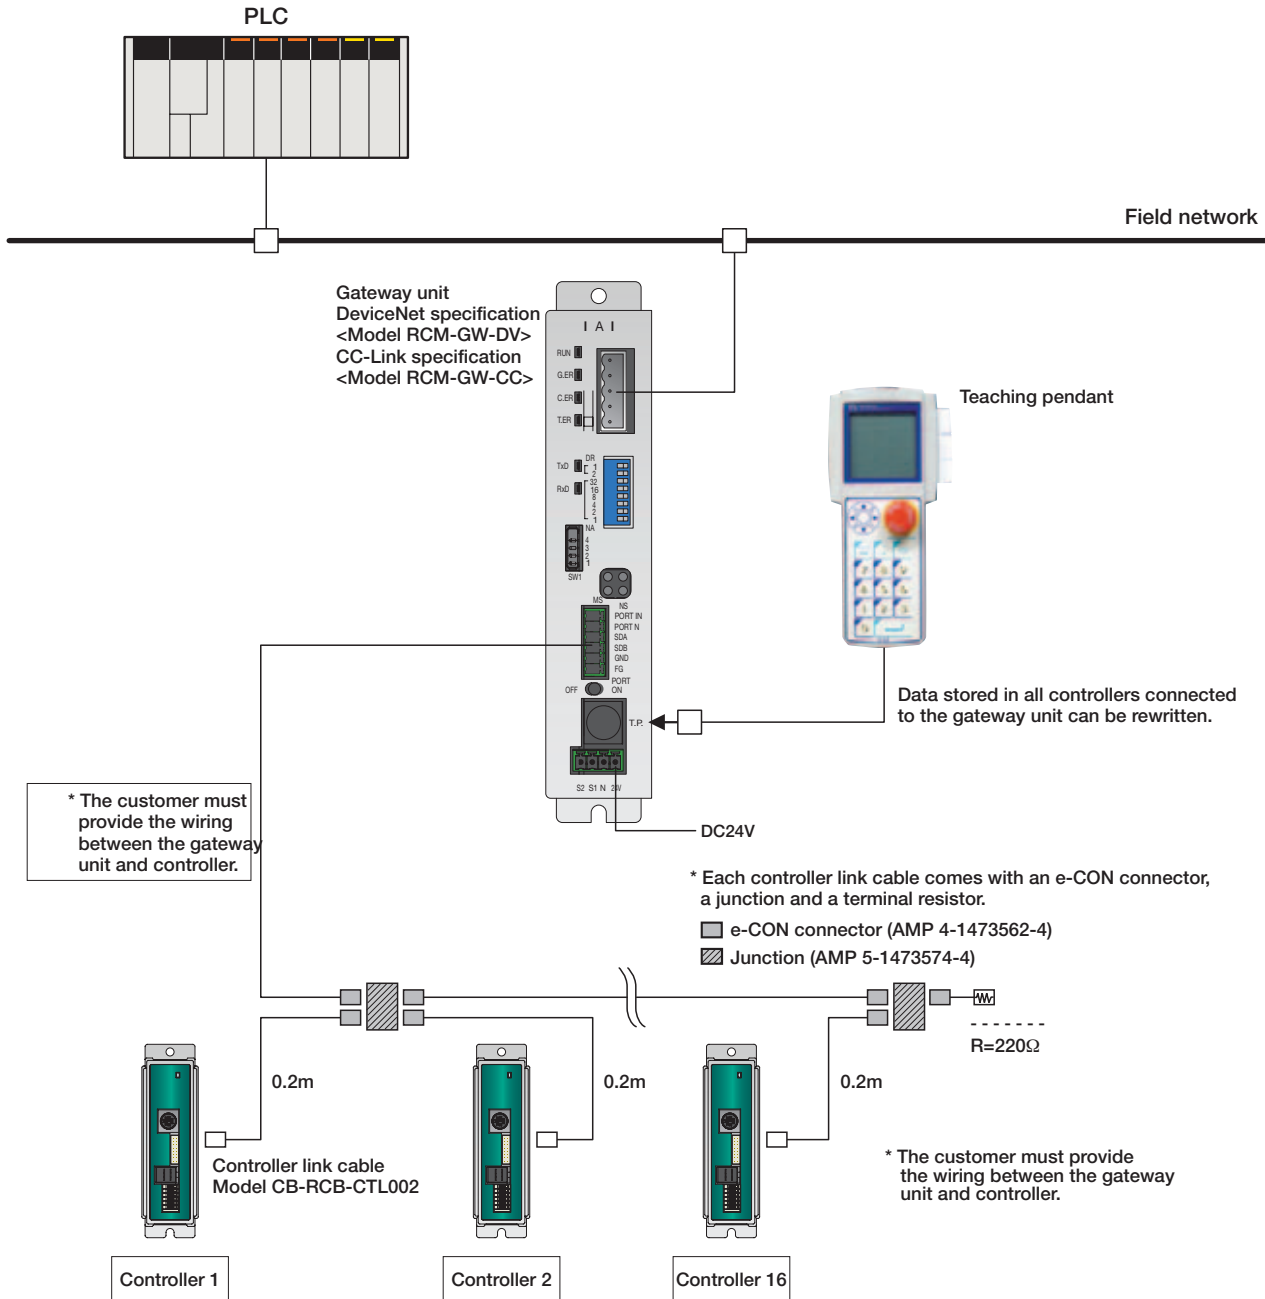 PLC
Field network
Gateway unit
DeviceNet specification
<Model RCM-GW-DV>
CC-Link specification
<Model RCM-GW-CC>
I A I
RUN
G.ER
C.ER
T.ER
TxD
RxD
DR
1
2
32
16
8
4
2
1
NA
4
3
2
1
SW1
MS
NS
PORT IN
PORT N
SDA
SDB
GND
FG
PORT
OFF
ON
T.P.
S2 S1 N 24V
Teaching pendant
Data stored in all controllers connected
to the gateway unit can be rewritten.
DC24V
* The customer must
provide the wiring
between the gateway
unit and controller.
* Each controller link cable comes with an e-CON connector,
a junction and a terminal resistor.
e-CON connector (AMP 4-1473562-4)
Junction (AMP 5-1473574-4)
R=220Ω
0.2m
0.2m
0.2m
Controller link cable
Model CB-RCB-CTL002
* The customer must provide
the wiring between the gateway
unit and controller.
Controller 1
Controller 2
Controller 16